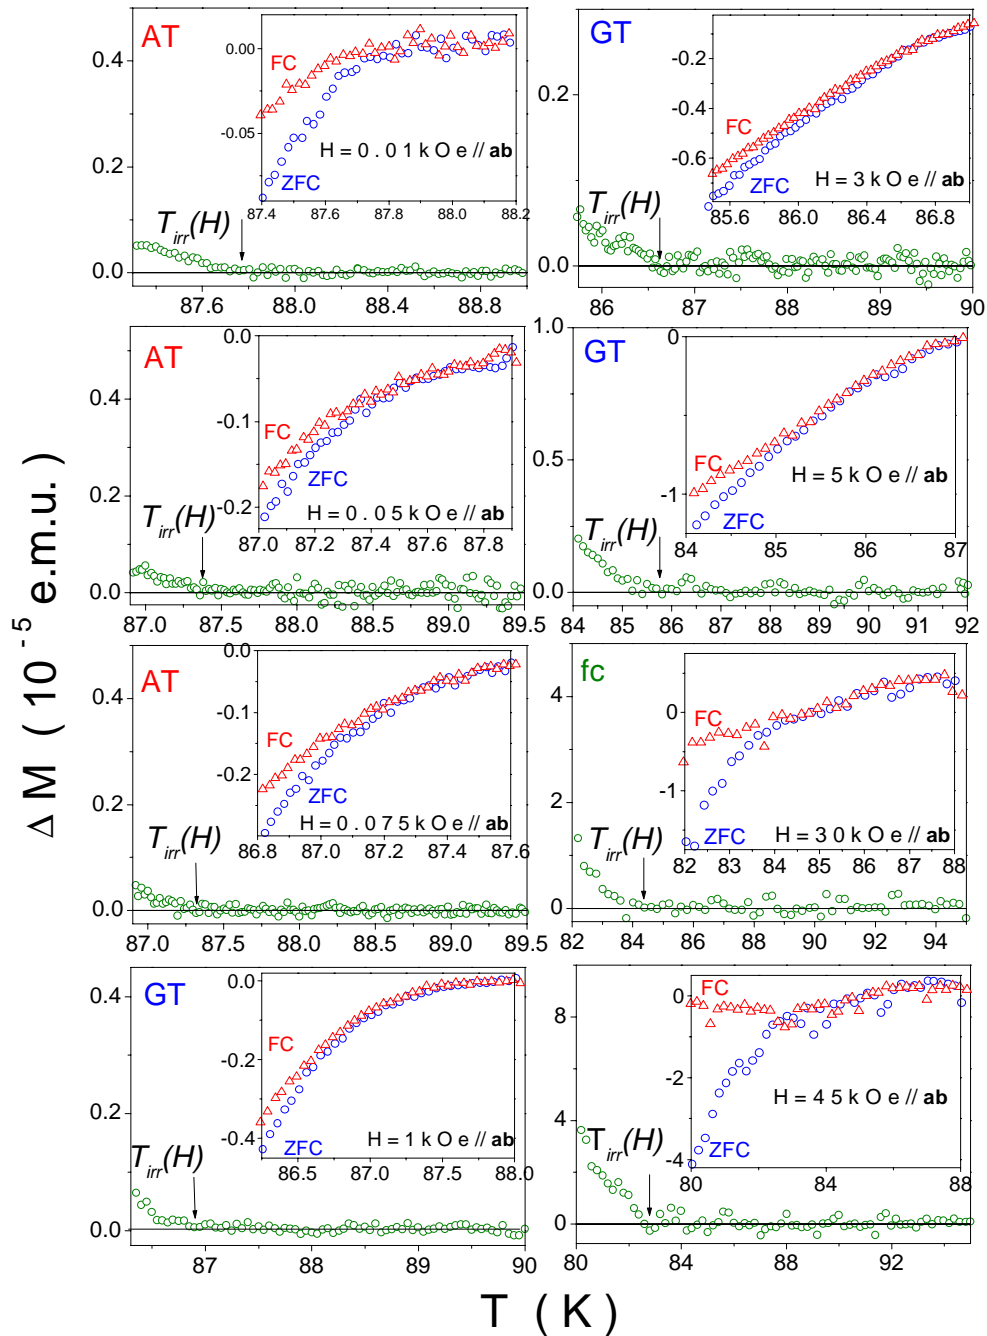 Δ M ( 10⁻⁵ e.m.u. )
T ( K )
AT
0.4
0.2
0.0
87.6 88.0 88.4 88.8
T_irr(H)
0.00
-0.05
FC
ZFC
H = 0.01 k Oe // ab
87.4 87.6 87.8 88.0 88.2
GT
0.2
0.0
86 87 88 89 90
T_irr(H)
-0.2
-0.4
-0.6
FC
ZFC
H = 3 k Oe // ab
85.6 86.0 86.4 86.8
AT
0.4
0.2
0.0
87.0 87.5 88.0 88.5 89.0 89.5
T_irr(H)
0.0
-0.1
-0.2
FC
ZFC
H = 0.05 k Oe // ab
87.0 87.2 87.4 87.6 87.8
GT
1.0
0.5
0.0
84 85 86 87 88 89 90 91 92
T_irr(H)
0
-1
FC
ZFC
H = 5 k Oe // ab
84 85 86 87
AT
0.4
0.2
0.0
87.0 87.5 88.0 88.5 89.0 89.5
T_irr(H)
0.0
-0.1
-0.2
FC
ZFC
H = 0.075 k Oe // ab
86.8 87.0 87.2 87.4 87.6
fc
4
2
0
82 84 86 88 90 92 94
T_irr(H)
0
-1
FC
ZFC
H = 30 k Oe // ab
82 83 84 85 86 87 88
GT
0.4
0.2
0.0
87 88 89 90
T_irr(H)
0.0
-0.2
-0.4
FC
ZFC
H = 1 k Oe // ab
86.5 87.0 87.5 88.0
8
4
0
80 84 88 92
T_irr(H)
0
-2
-4
FC
ZFC
H = 45 k Oe // ab
80 84 88